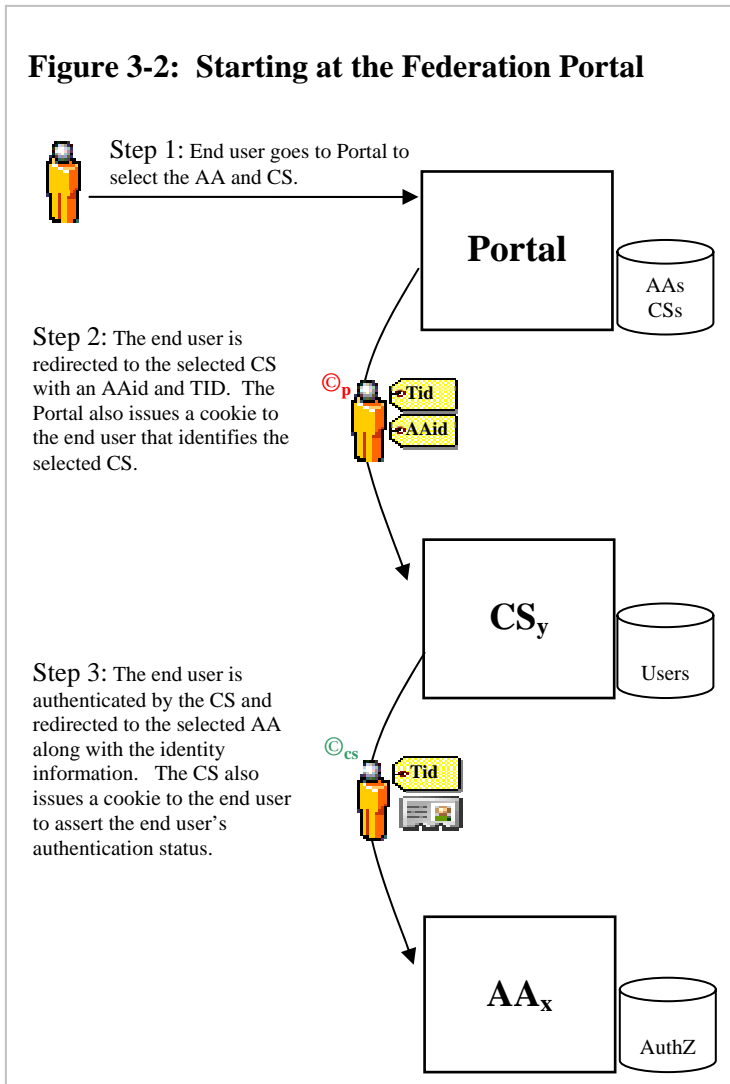 Figure 3-2: Starting at the Federation Portal
Step 1: End user goes to Portal to
select the AA and CS.
Portal
AAs
CSs
Step 2: The end user is
redirected to the selected CS
with an AAid and TID. The
Portal also issues a cookie to
the end user that identifies the
selected CS.
©p
Tid
AAid
CSy
Users
Step 3: The end user is
authenticated by the CS and
redirected to the selected AA
along with the identity
information. The CS also
issues a cookie to the end user
to assert the end user’s
authentication status.
©cs
Tid
AAx
AuthZ